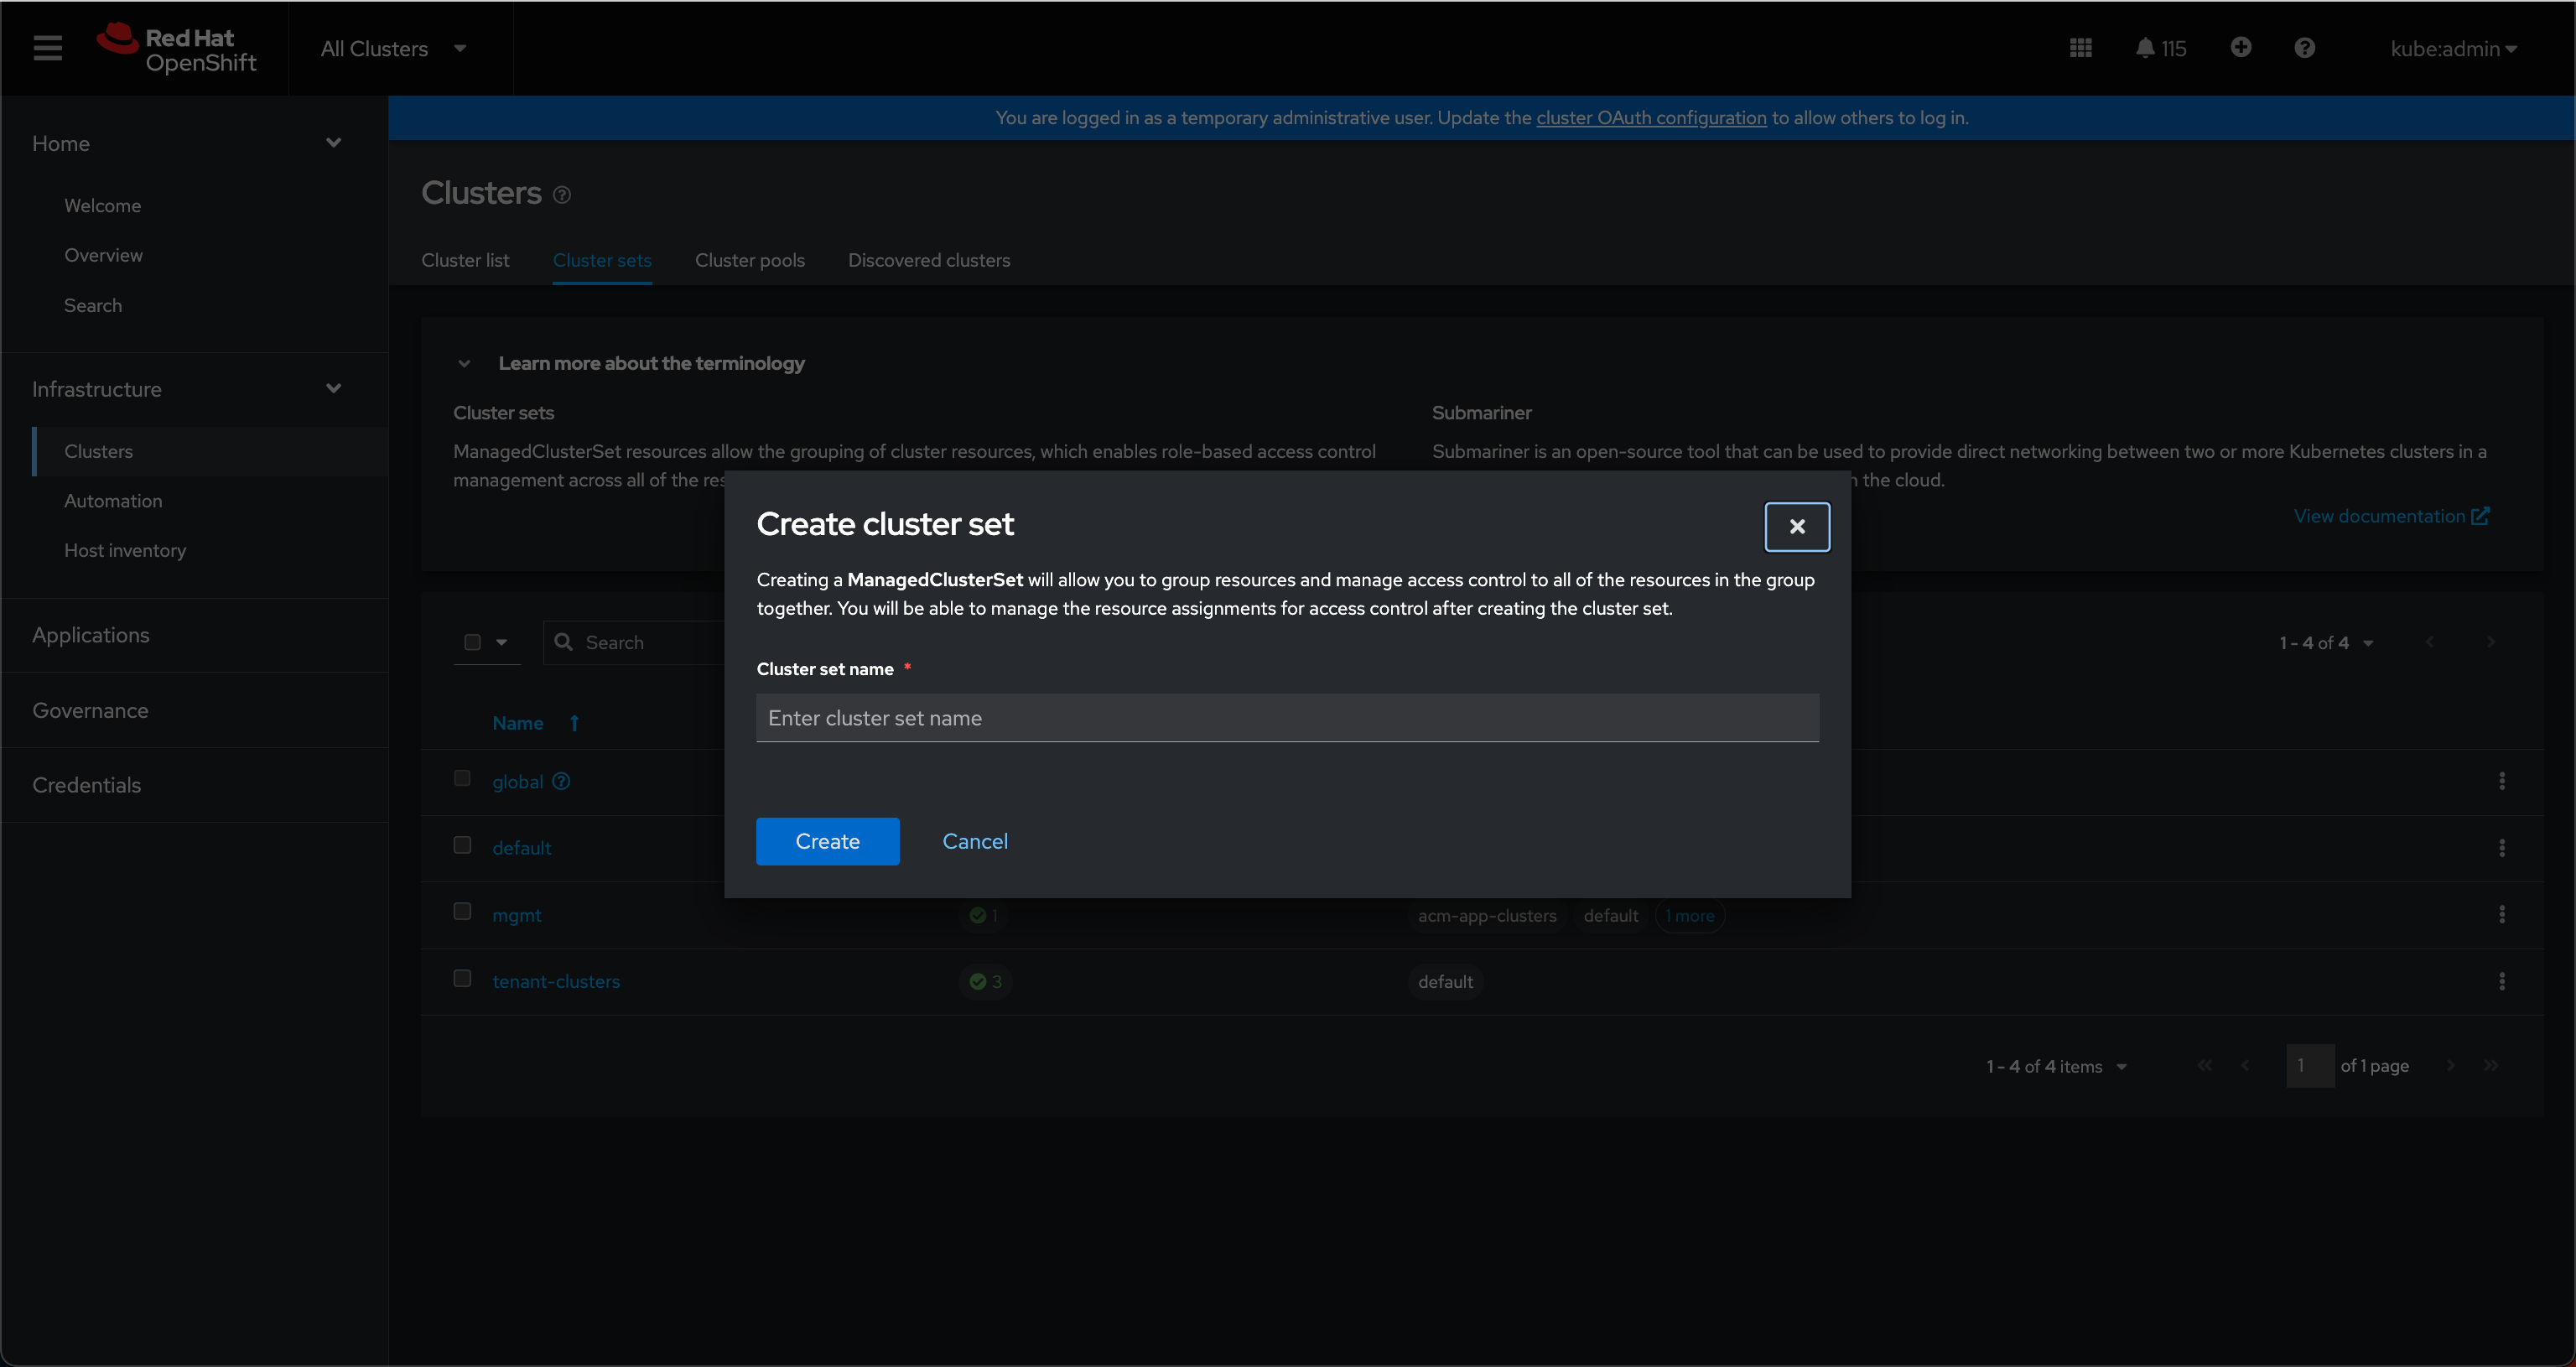 Red Hat
OpenShift
All Clusters
115
kube:admin
You are logged in as a temporary administrative user. Update the cluster OAuth configuration to allow others to log in.
Home
Welcome
Overview
Search
Infrastructure
Clusters
Automation
Host inventory
Applications
Governance
Credentials
Clusters
Cluster list
Cluster sets
Cluster pools
Discovered clusters
Learn more about the terminology
Cluster sets
ManagedClusterSet resources allow the grouping of cluster resources, which enables role-based access control
management across all of the
Submariner
Submariner is an open-source tool that can be used to provide direct networking between two or more Kubernetes clusters in a
the cloud.
View documentation
Create cluster set
Creating a ManagedClusterSet will allow you to group resources and manage access control to all of the resources in the group
together. You will be able to manage the resource assignments for access control after creating the cluster set.
Cluster set name *
Enter cluster set name
Create
Cancel
Search
1 - 4 of 4
Name
global
default
mgmt
1
acm-app-clusters
default
1 more
tenant-clusters
3
default
1 - 4 of 4 items
1
of 1 page